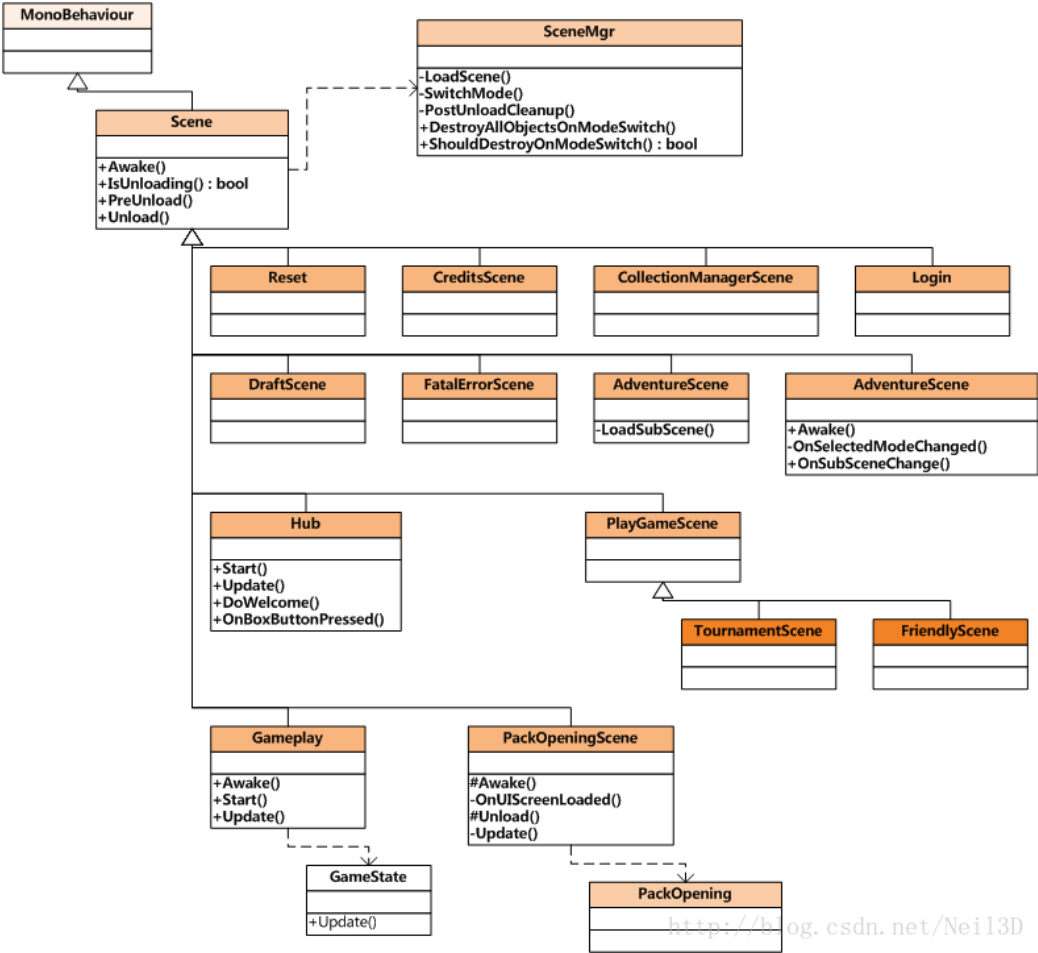 MonoBehaviour
SceneMgr
-LoadScene()
-SwitchMode()
-PostUnloadCleanup()
+DestroyAllObjectsOnModeSwitch()
+ShouldDestroyOnModeSwitch() : bool
Scene
+Awake()
+IsUnloading() : bool
+PreUnload()
+Unload()
Reset
CreditsScene
CollectionManagerScene
Login
DraftScene
FatalErrorScene
AdventureScene
-LoadSubScene()
AdventureScene
+Awake()
-OnSelectedModeChanged()
+OnSubSceneChange()
Hub
+Start()
+Update()
+DoWelcome()
+OnBoxButtonPressed()
PlayGameScene
TournamentScene
FriendlyScene
Gameplay
+Awake()
+Start()
+Update()
PackOpeningScene
#Awake()
-OnUIScreenLoaded()
#Unload()
-Update()
GameState
+Update()
PackOpening
http://blog.csdn.net/Neil3D